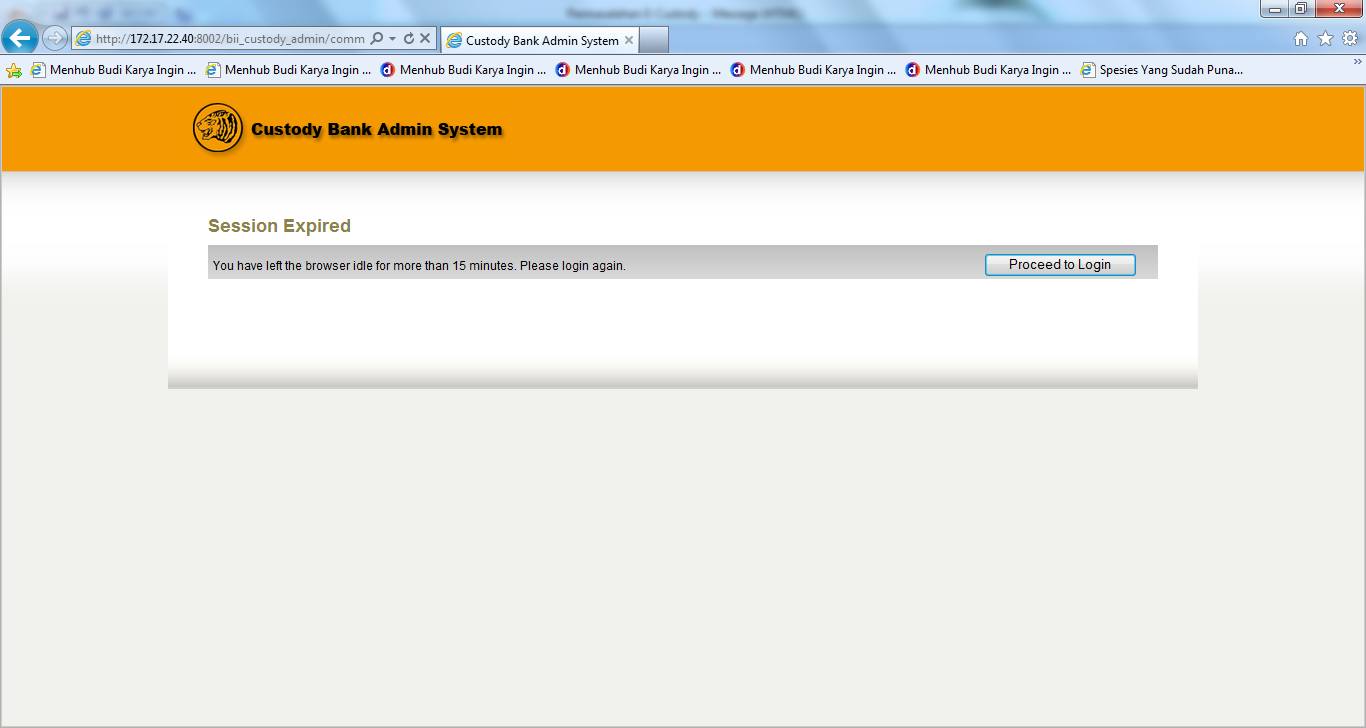 http://172.17.22.40:8002/bii_custody_admin/comm
Custody Bank Admin System
Menhub Budi Karya Ingin ...
Menhub Budi Karya Ingin ...
Menhub Budi Karya Ingin ...
Menhub Budi Karya Ingin ...
Menhub Budi Karya Ingin ...
Menhub Budi Karya Ingin ...
Spesies Yang Sudah Puna...
Custody Bank Admin System
Session Expired
You have left the browser idle for more than 15 minutes. Please login again.
Proceed to Login